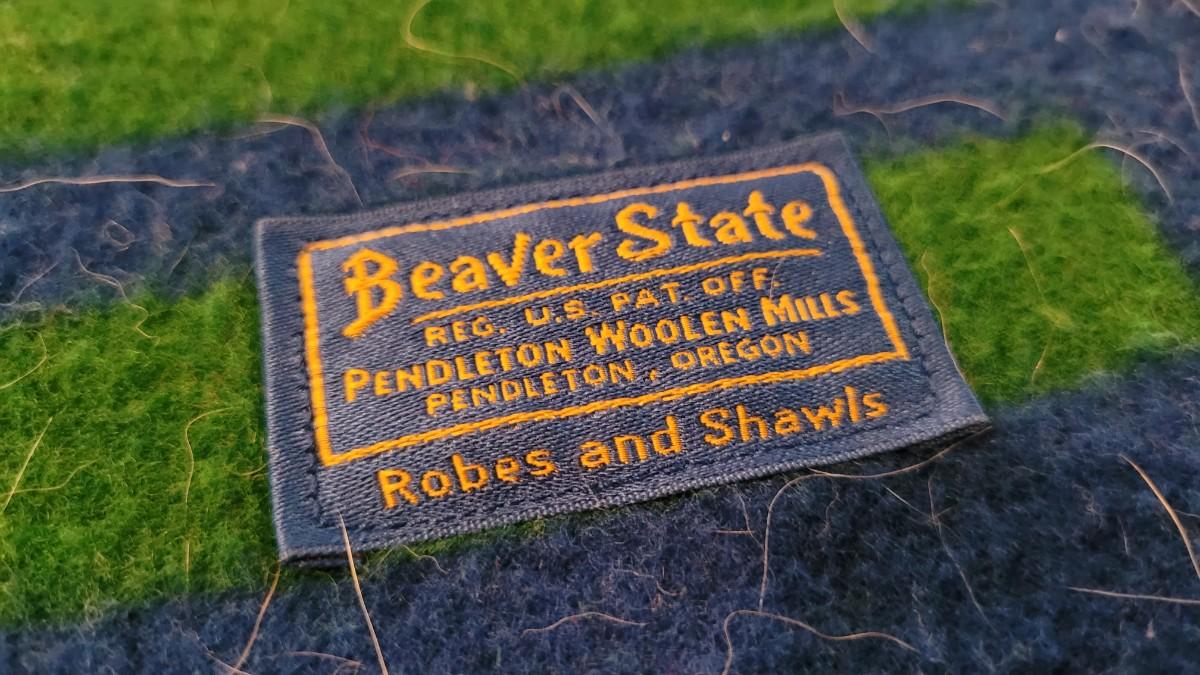 Beaver State
REG. U.S. PAT. OFF.
PENDLETON WOOLEN MILLS
PENDLETON, OREGON
Robes and Shawls